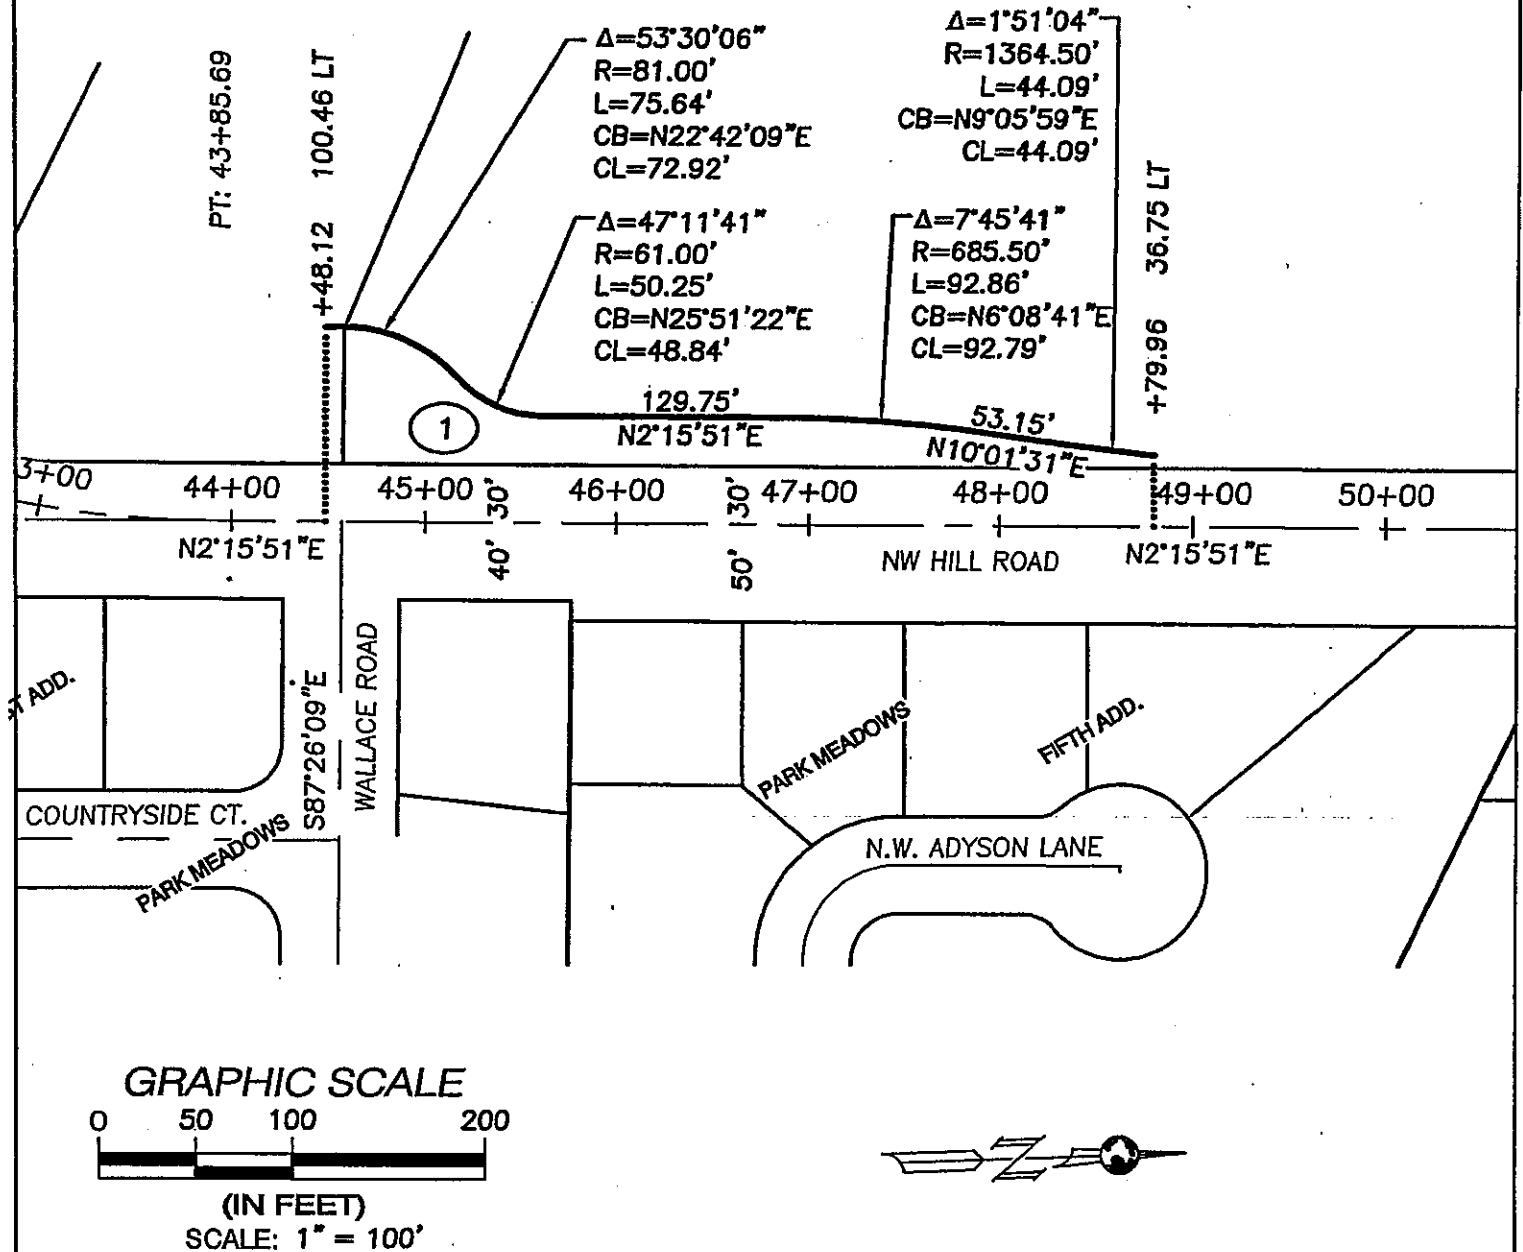 PT: 43+85.69
+48.12 100.46 LT
Δ=53°30'06"
R=81.00'
L=75.64'
CB=N22°42'09"E
CL=72.92'
Δ=1°51'04"
R=1364.50'
L=44.09'
CB=N9°05'59"E
CL=44.09'
Δ=47°11'41"
R=61.00'
L=50.25'
CB=N25°51'22"E
CL=48.84'
Δ=7°45'41"
R=685.50'
L=92.86'
CB=N6°08'41"E
CL=92.79'
+79.96 36.75 LT
1
129.75'
N2°15'51"E
53.15'
N10°01'31"E
3+00
44+00
45+00
30'
46+00
30'
47+00
48+00
49+00
50+00
N2°15'51"E
40'
50'
NW HILL ROAD
N2°15'51"E
ST ADD.
S87°26'09"E
WALLACE ROAD
PARK MEADOWS
FIFTH ADD.
COUNTRYSIDE CT.
PARK MEADOWS
N.W. ADYSON LANE
GRAPHIC SCALE
0 50 100 200
(IN FEET)
SCALE: 1" = 100'
N